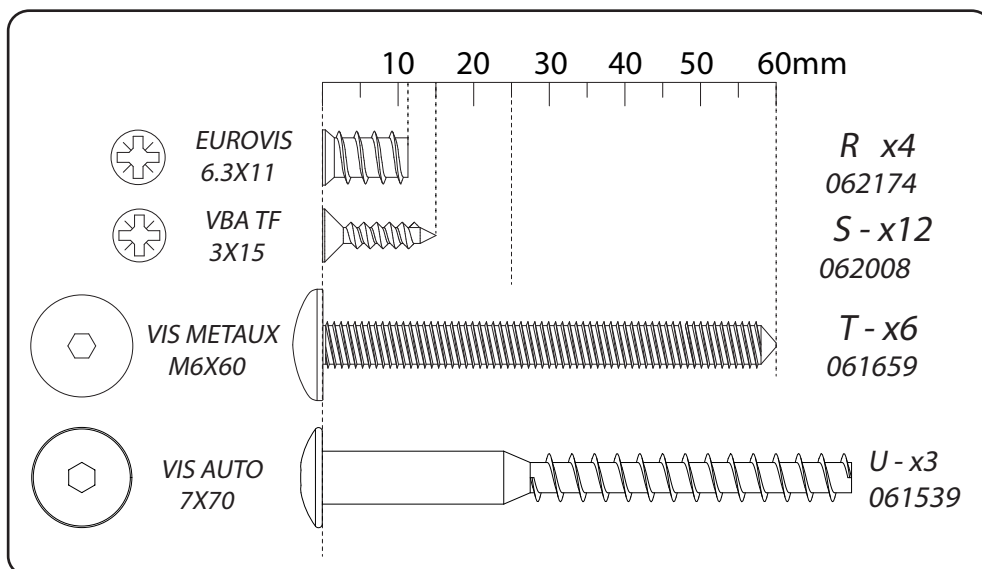 10 20 30 40 50 60mm
EUROVIS
6.3X11
R x4
062174
VBA TF
3X15
S - x12
062008
VIS METAUX
M6X60
T - x6
061659
VIS AUTO
7X70
U - x3
061539